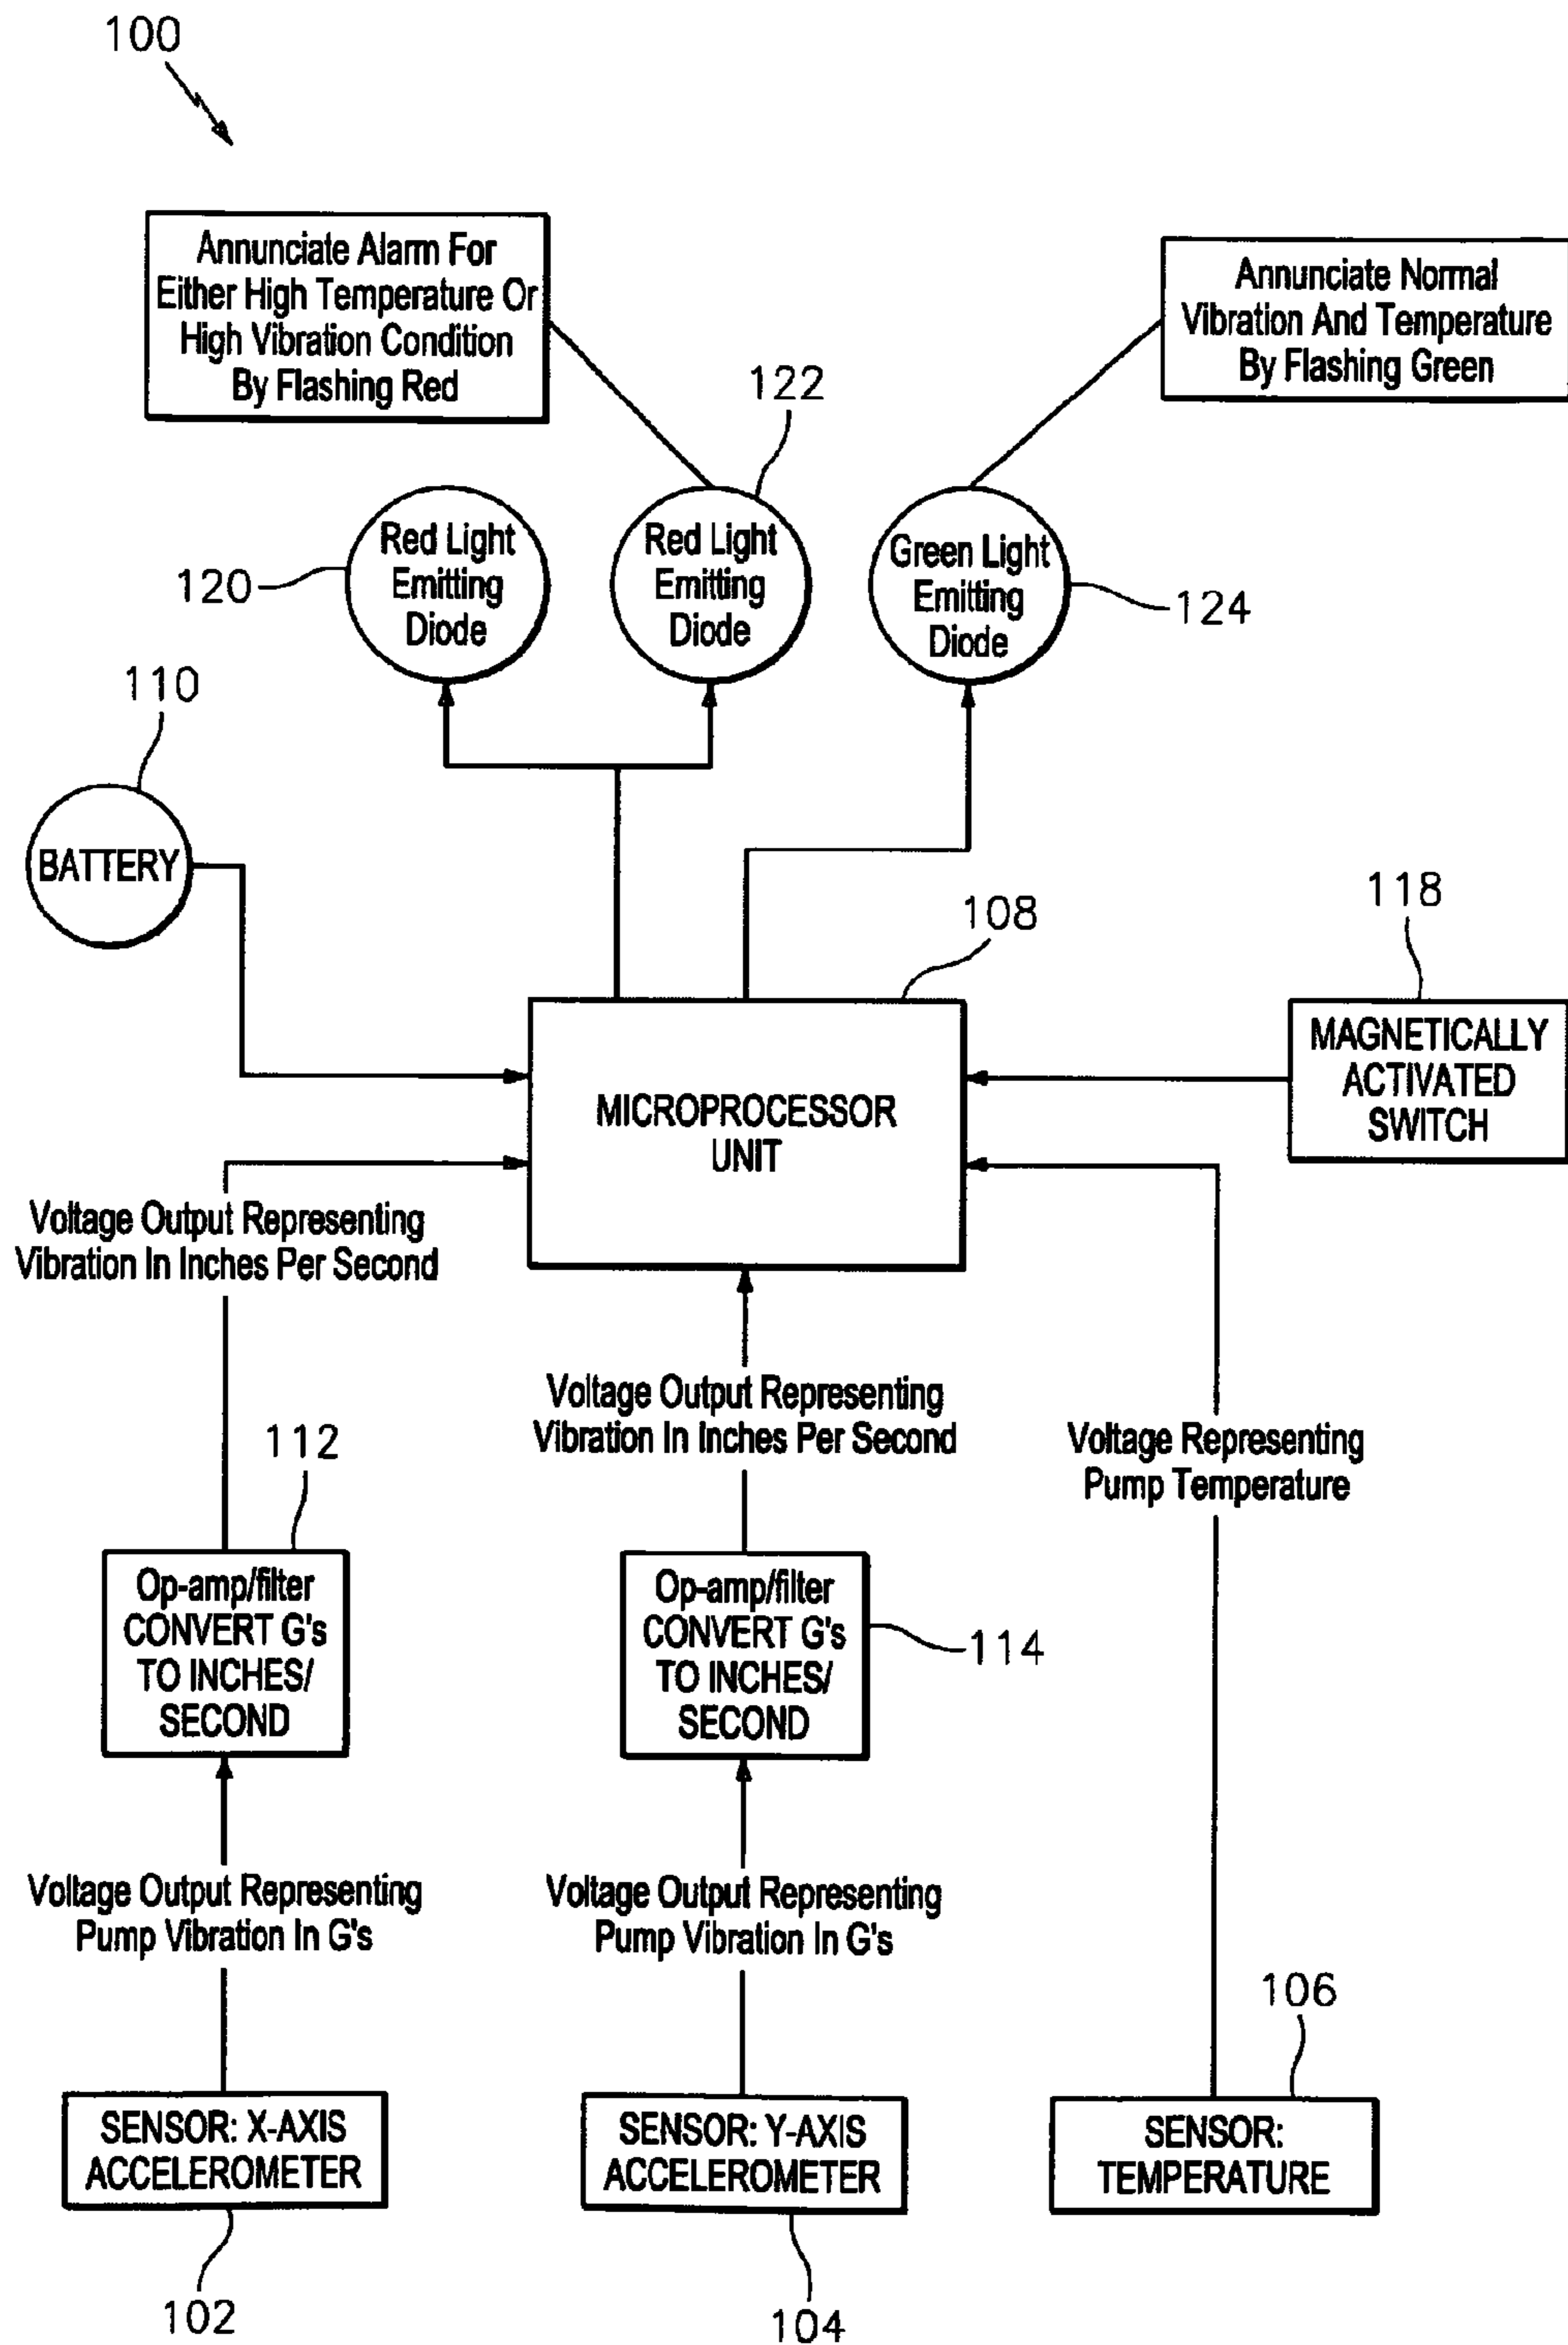 100
Annunciate Alarm For
Either High Temperature Or
High Vibration Condition
By Flashing Red
Annunciate Normal
Vibration And Temperature
By Flashing Green
122
Red Light
Emitting
Diode
Red Light
Emitting
Diode
Green Light
Emitting
Diode
120
124
110
BATTERY
108
118
MICROPROCESSOR
UNIT
MAGNETICALLY
ACTIVATED
SWITCH
Voltage Output Representing
Vibration In Inches Per Second
Voltage Output Representing
Vibration In Inches Per Second
Voltage Representing
Pump Temperature
112
Op-amp/filter
CONVERT G's
TO INCHES/
SECOND
Op-amp/filter
CONVERT G's
TO INCHES/
SECOND
114
Voltage Output Representing
Pump Vibration In G's
Voltage Output Representing
Pump Vibration In G's
106
SENSOR: X-AXIS
ACCELEROMETER
SENSOR: Y-AXIS
ACCELEROMETER
SENSOR:
TEMPERATURE
102
104